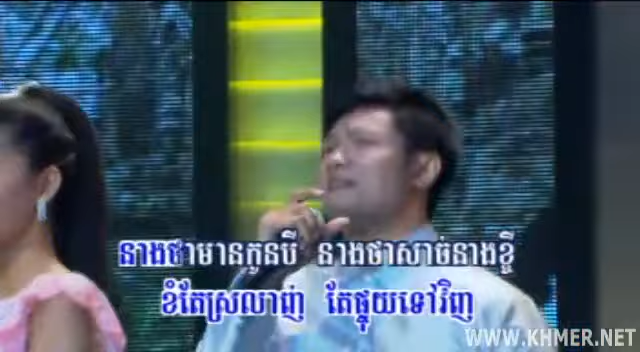 នាងថាមានកូនបី នាងថាសាច់នាងខ្ចី
ខំតែស្រលាញ់ តែផ្ដុយទៅវិញ
WWW.KHMER.NET